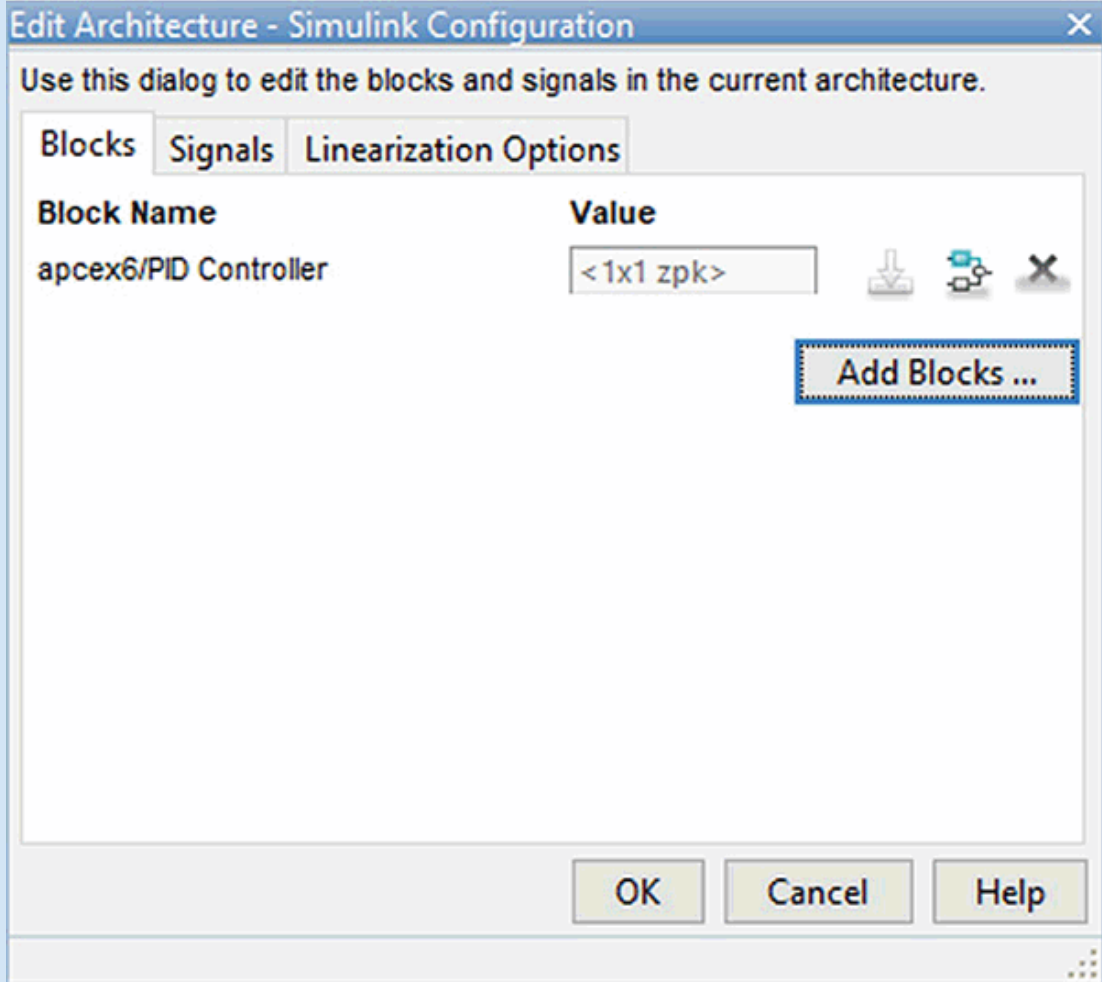 Edit Architecture - Simulink Configuration
Use this dialog to edit the blocks and signals in the current architecture.
Blocks Signals Linearization Options
Block Name Value
apcex6/PID Controller <1x1 zpk>
Add Blocks ...
OK Cancel Help